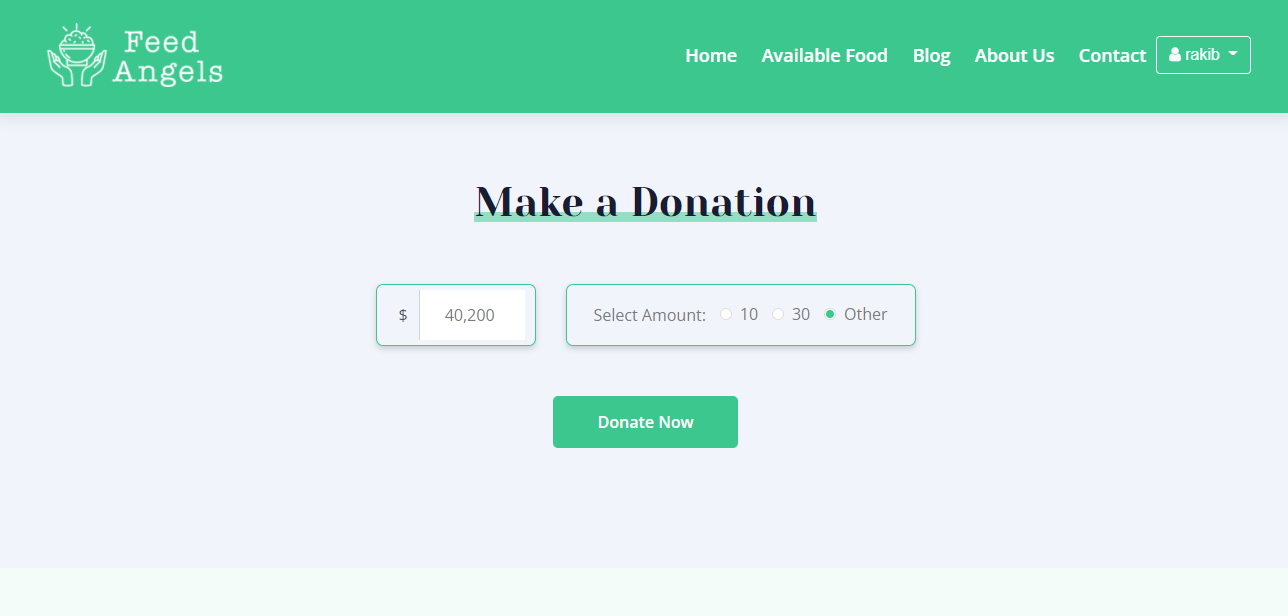 Feed
Angels
Home Available Food Blog About Us Contact rakib
Make a Donation
$ 40,200 Select Amount: 10 30 Other
Donate Now